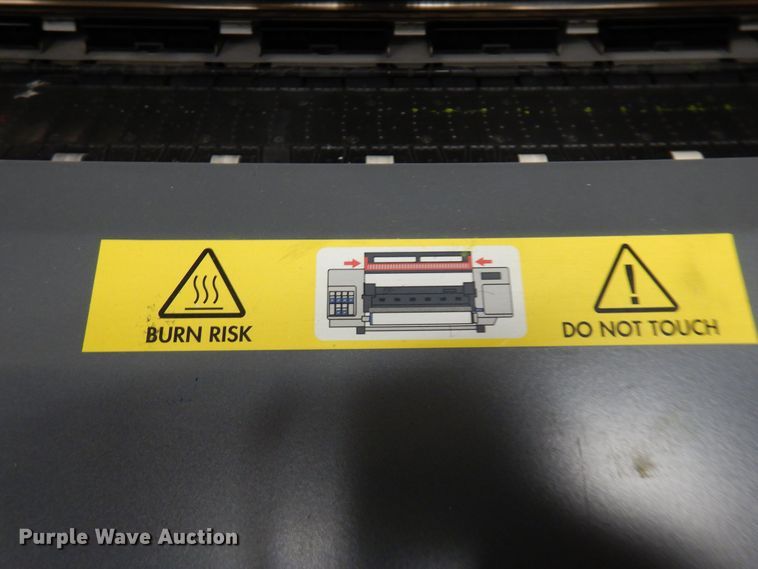 BURN RISK
DO NOT TOUCH
Purple Wave Auction